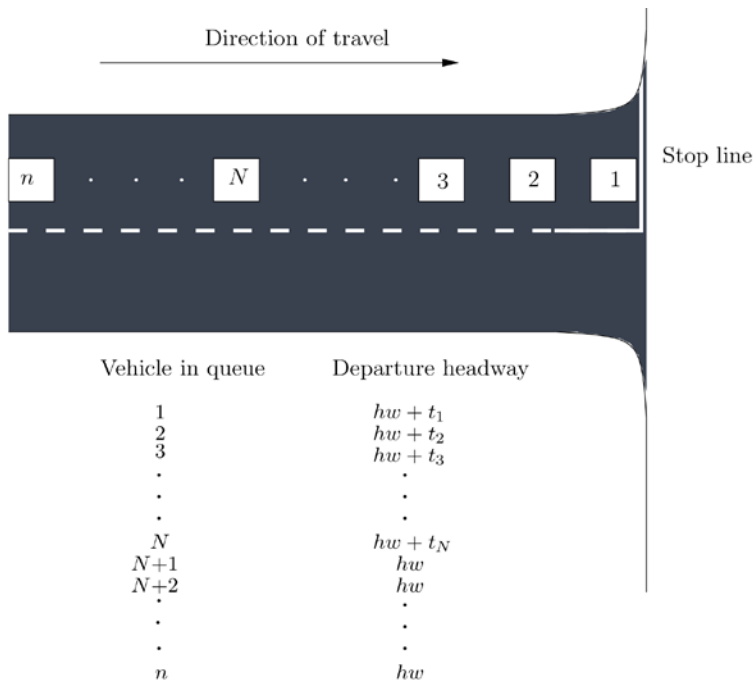 Direction of travel
Stop line
n . . . N . . . 3 2 1
Vehicle in queue Departure headway
1 hw + t₁
2 hw + t₂
3 hw + t₃
. .
. .
. .
N hw + t_N
N+1 hw
N+2 hw
. .
. .
. .
n hw